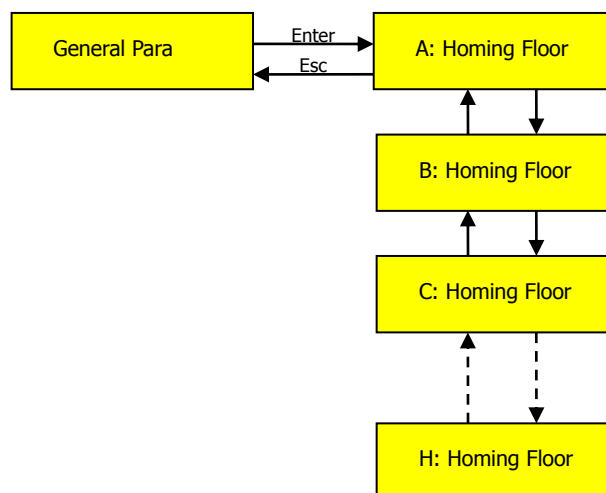 General Para
Enter
Esc
A: Homing Floor
B: Homing Floor
C: Homing Floor
H: Homing Floor